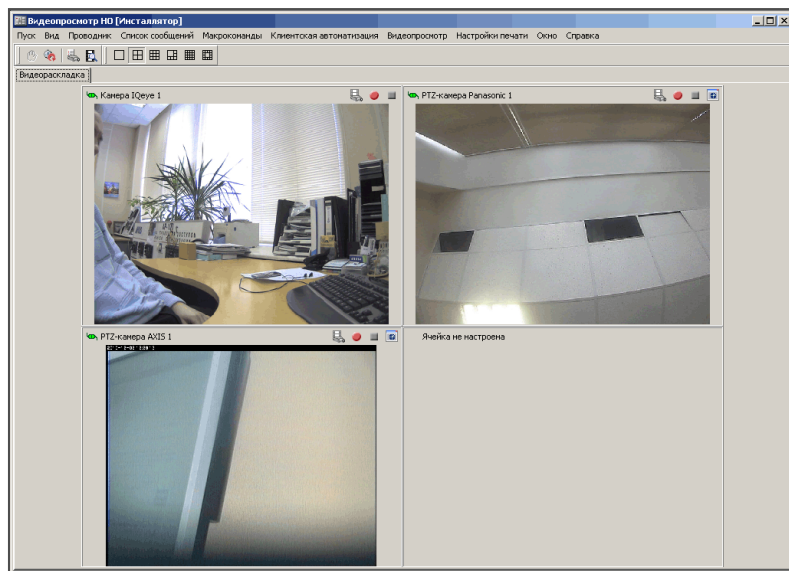 Видеопросмотр НО [Инсталлятор]
Пуск Вид Проводник Список сообщений Макрокоманды Клиентская автоматизация Видеопросмотр Настройки печати Окно Справка
Видеораскладка
Камера IQeye 1
PTZ-камера Panasonic 1
PTZ-камера AXIS 1
Ячейка не настроена